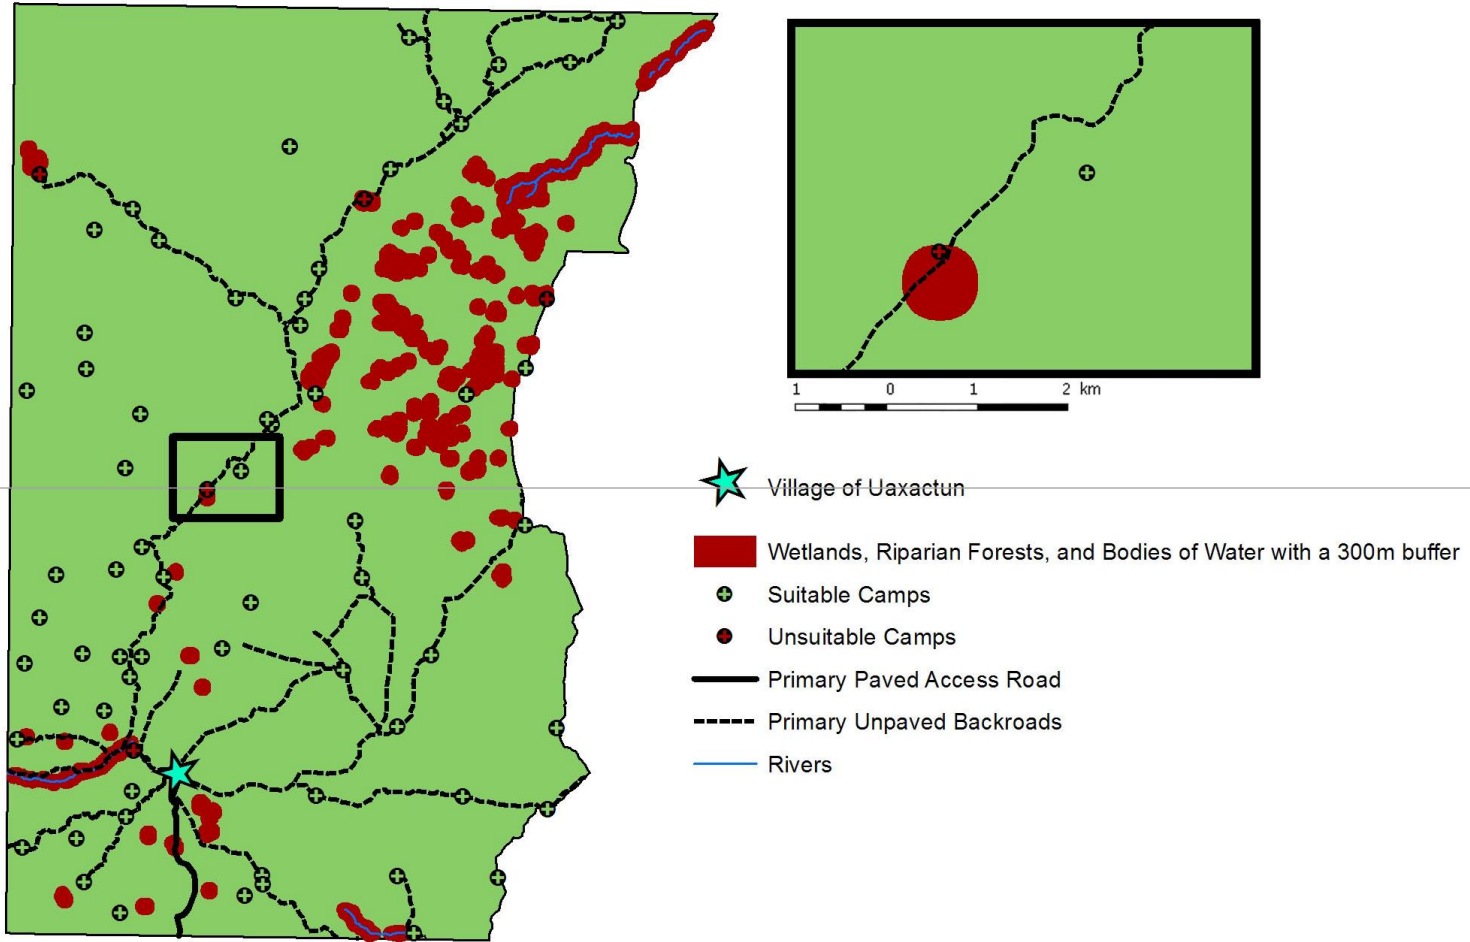 1 0 1 2 km
Village of Uaxactun
Wetlands, Riparian Forests, and Bodies of Water with a 300m buffer
Suitable Camps
Unsuitable Camps
Primary Paved Access Road
Primary Unpaved Backroads
Rivers